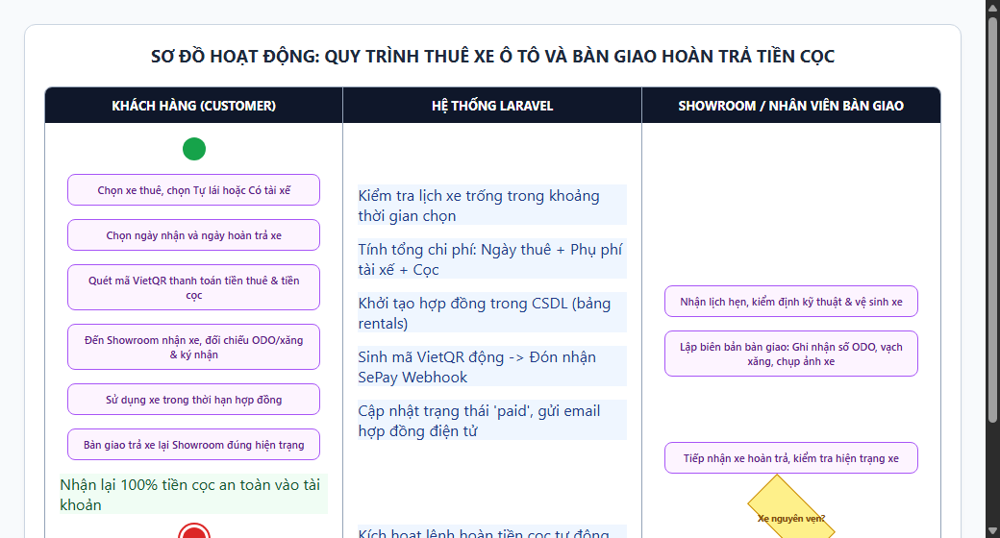 SƠ ĐỒ HOẠT ĐỘNG: QUY TRÌNH THUÊ XE Ô TÔ VÀ BÀN GIAO HOÀN TRẢ TIỀN CỌC
KHÁCH HÀNG (CUSTOMER)
Chọn xe thuê, chọn Tự lái hoặc Có tài xế
Chọn ngày nhận và ngày hoàn trả xe
Quét mã VietQR thanh toán tiền thuê & tiền
cọc
Đến Showroom nhận xe, đối chiếu ODO/xăng
& ký nhận
Sử dụng xe trong thời hạn hợp đồng
Bàn giao trả xe lại Showroom đúng hiện trạng
Nhận lại 100% tiền cọc an toàn vào tài
khoản
HỆ THỐNG LARAVEL
Kiểm tra lịch xe trống trong khoảng
thời gian chọn
Tính tổng chi phí: Ngày thuê + Phụ phí
tài xế + Cọc
Khởi tạo hợp đồng trong CSDL (bảng
rentals)
Sinh mã VietQR động -> Đón nhận
SePay Webhook
Cập nhật trạng thái 'paid', gửi email
hợp đồng điện tử
Kích hoạt lệnh hoàn tiền cọc tự động
SHOWROOM / NHÂN VIÊN BÀN GIAO
Nhận lịch hẹn, kiểm định kỹ thuật & vệ sinh xe
Lập biên bản bàn giao: Ghi nhận số ODO, vạch
xăng, chụp ảnh xe
Tiếp nhận xe hoàn trả, kiểm tra hiện trạng xe
Xe nguyên vẹn?